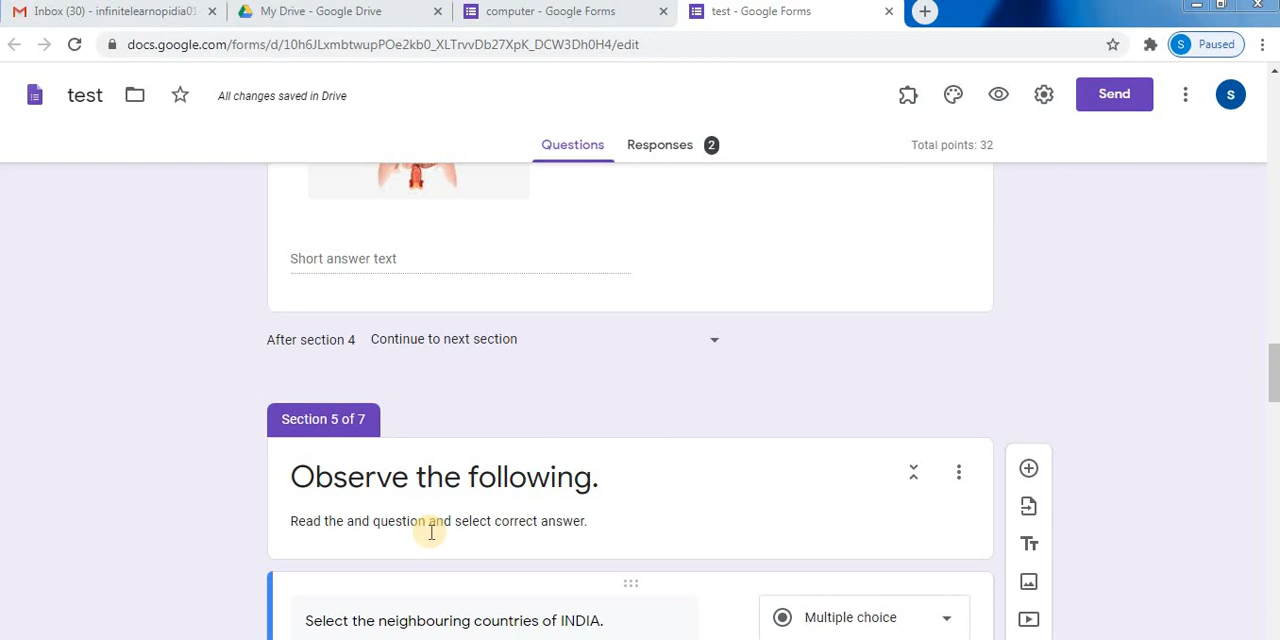 Inbox (30) - infinitelearnopidia01
My Drive - Google Drive
computer - Google Forms
test - Google Forms
docs.google.com/forms/d/10h6JLxmbtwupPOe2kb0_XLTrvvDb27XpK_DCW3Dh0H4/edit
S Paused
test
All changes saved in Drive
Send
S
Questions
Responses 2
Total points: 32
Short answer text
After section 4 Continue to next section
Section 5 of 7
Observe the following.
Read the and question and select correct answer.
Tт
Select the neighbouring countries of INDIA.
Multiple choice